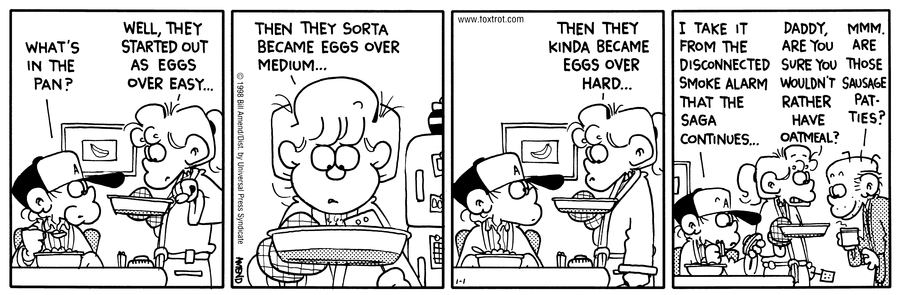 WHAT'S
IN THE
PAN?
WELL, THEY
STARTED OUT
AS EGGS
OVER EASY...
© 1998 Bill Amend/Dist. by Universal Press Syndicate
THEN THEY SORTA
BECAME EGGS OVER
MEDIUM...
AMEND
www.foxtrot.com
THEN THEY
KINDA BECAME
EGGS OVER
HARD...
A
1-1
I TAKE IT
FROM THE
DISCONNECTED
SMOKE ALARM
THAT THE
SAGA
CONTINUES...
DADDY,
ARE YOU
SURE YOU
WOULDN'T
RATHER
HAVE
OATMEAL?
MMM.
ARE
THOSE
SAUSAGE
PAT-
TIES?
A